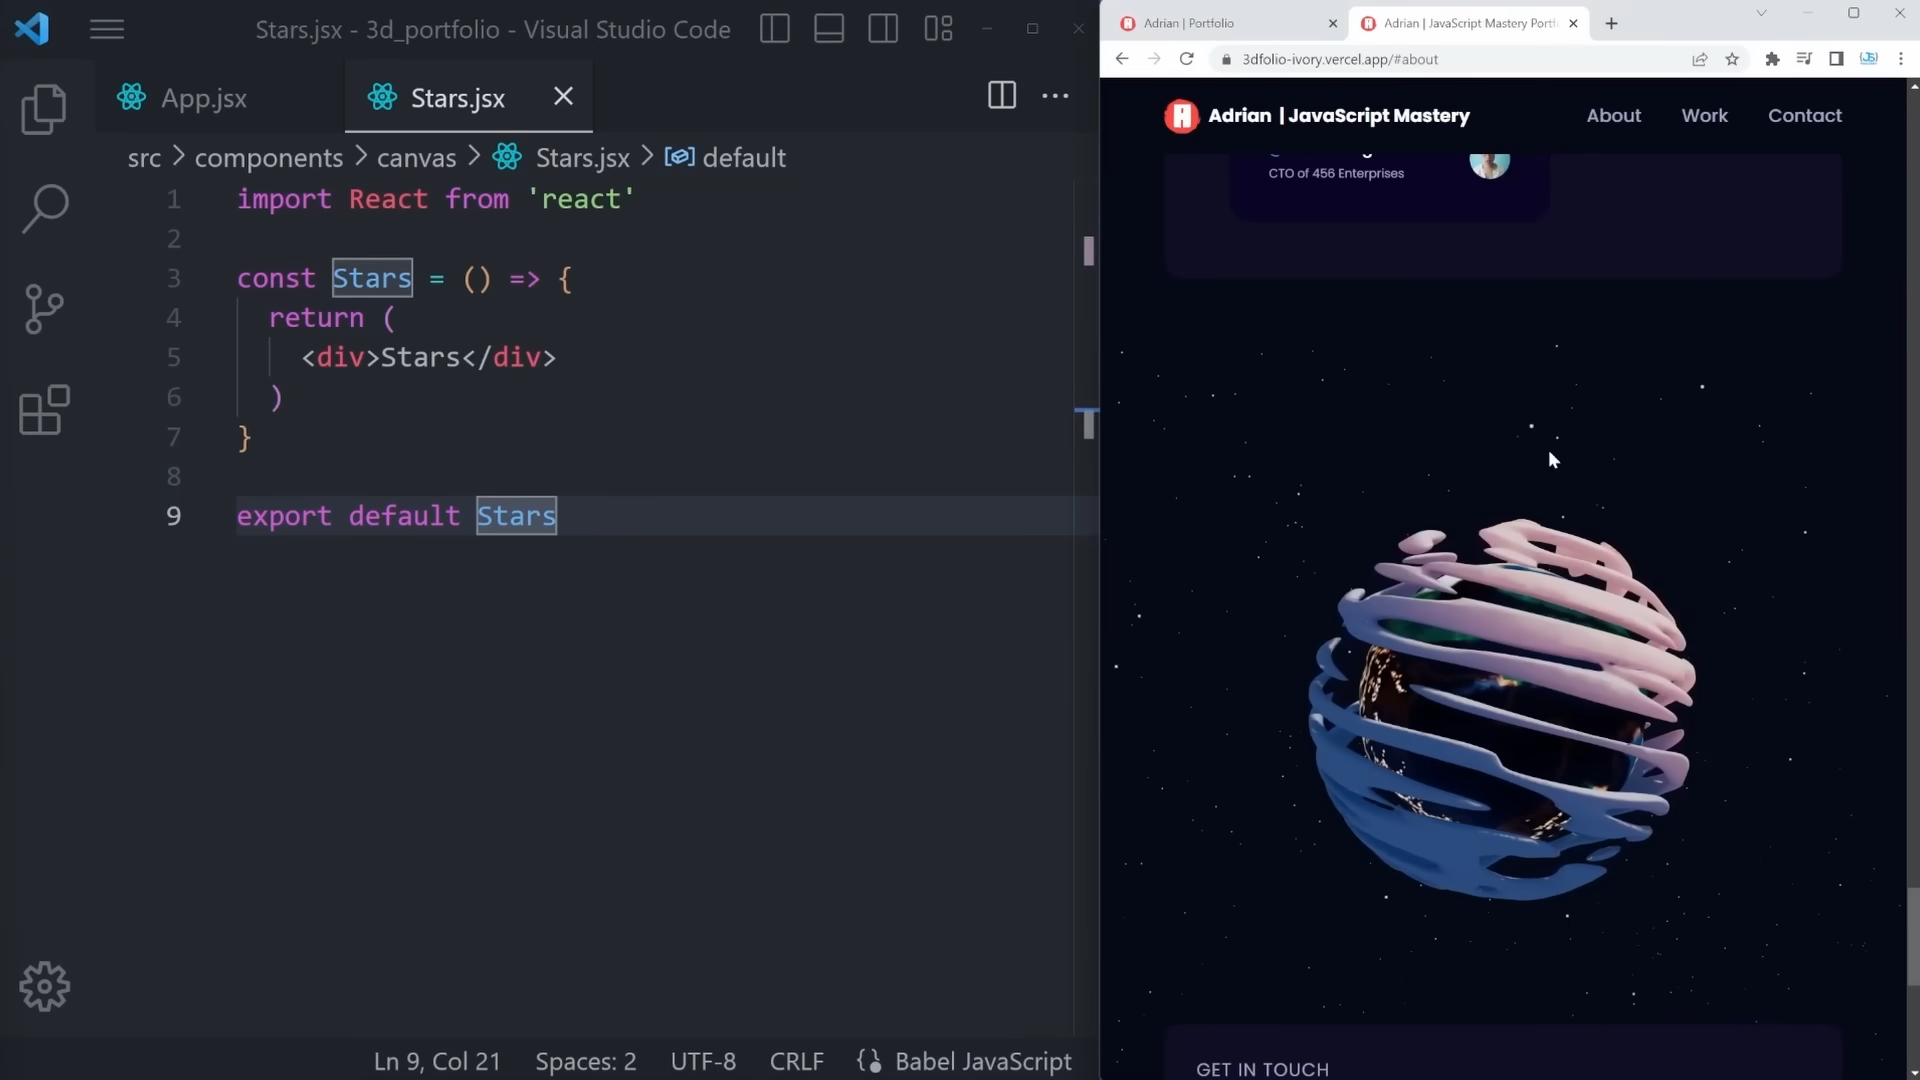 Stars.jsx - 3d_portfolio - Visual Studio Code
App.jsx
Stars.jsx
src > components > canvas > Stars.jsx > default
1 import React from 'react'
2
3 const Stars = () => {
4 return (
5 <div>Stars</div>
6 )
7 }
8
9 export default Stars
Ln 9, Col 21
Spaces: 2
UTF-8
CRLF
Babel JavaScript
Adrian | Portfolio
Adrian | JavaScript Mastery Portf
3dfolio-ivory.vercel.app/#about
Adrian | JavaScript Mastery
About
Work
Contact
CTO of 456 Enterprises
GET IN TOUCH